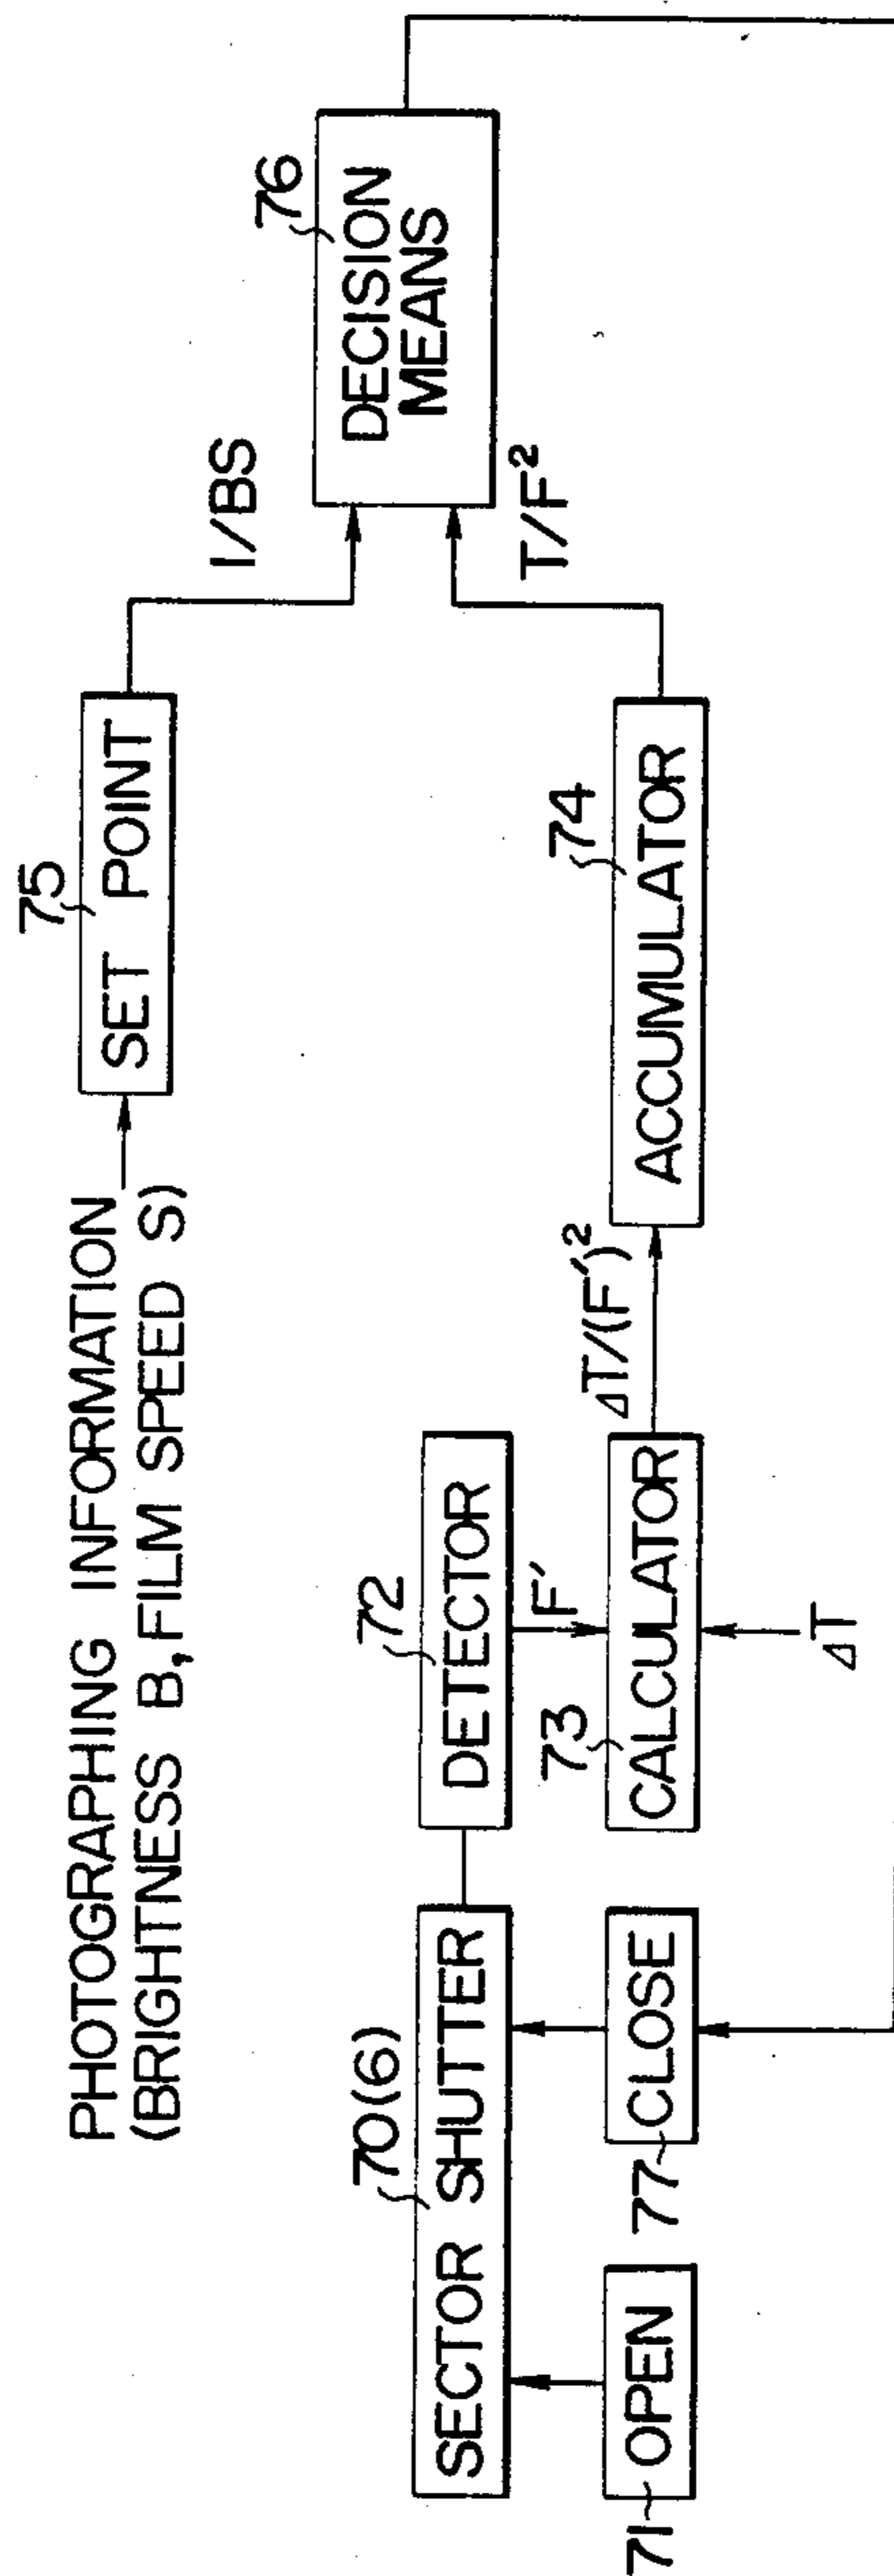 PHOTOGRAPHING INFORMATION
(BRIGHTNESS B, FILM SPEED S)
75
SET POINT
I/BS
76
DECISION
MEANS
T/F²
70(6)
SECTOR SHUTTER
72
DETECTOR
F'
73
CALCULATOR
ΔT
ΔT/(F')²
74
ACCUMULATOR
71
OPEN
77
CLOSE